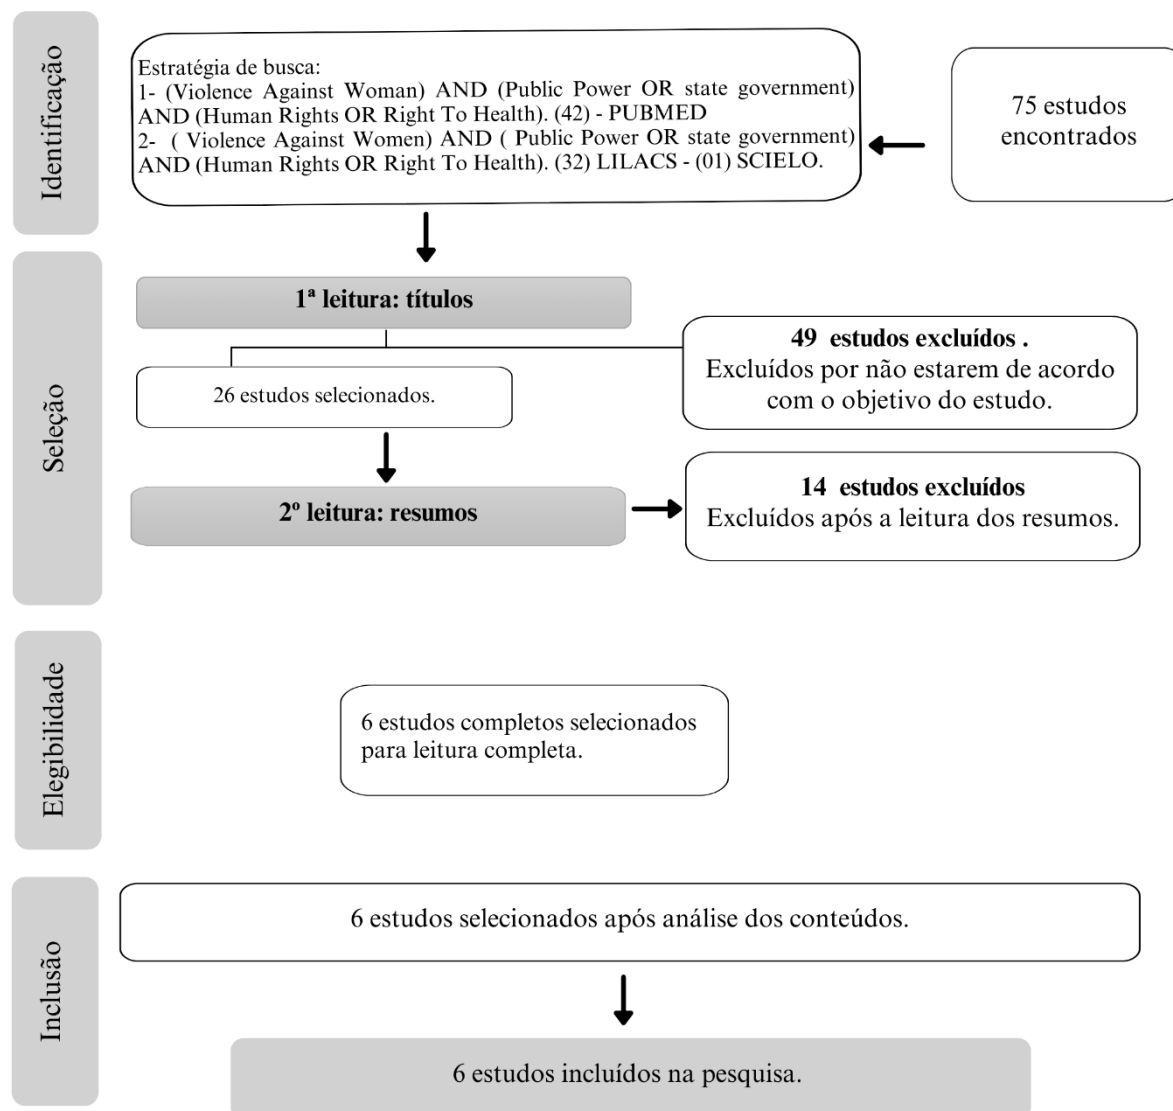 Identificação
Estratégia de busca:
1- (Violence Against Woman) AND (Public Power OR state government)
AND (Human Rights OR Right To Health). (42) - PUBMED
2- ( Violence Against Women) AND ( Public Power OR state government)
AND (Human Rights OR Right To Health). (32) LILACS - (01) SCIELO.
75 estudos
encontrados
Seleção
1ª leitura: títulos
26 estudos selecionados.
49 estudos excluídos .
Excluídos por não estarem de acordo
com o objetivo do estudo.
2º leitura: resumos
14 estudos excluídos
Excluídos após a leitura dos resumos.
Elegibilidade
6 estudos completos selecionados
para leitura completa.
Inclusão
6 estudos selecionados após análise dos conteúdos.
6 estudos incluídos na pesquisa.